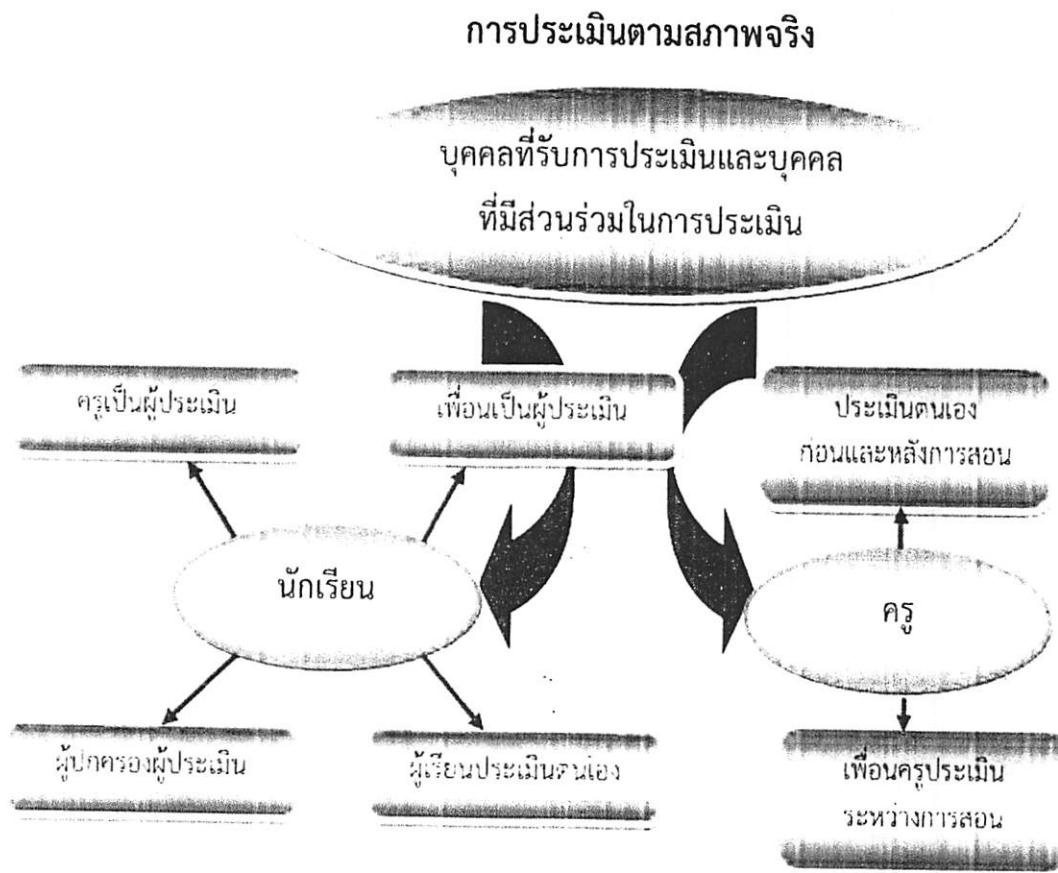 การประเมินตามสภาพจริง
บุคคลที่รับการประเมินและบุคคล
ที่มีส่วนร่วมในการประเมิน
ครูเป็นผู้ประเมิน
เพื่อนเป็นผู้ประเมิน
ประเมินตนเอง
ก่อนและหลังการสอน
นักเรียน
ครู
ผู้ปกครองผู้ประเมิน
ผู้เรียนประเมินตนเอง
เพื่อนครูประเมิน
ระหว่างการสอน